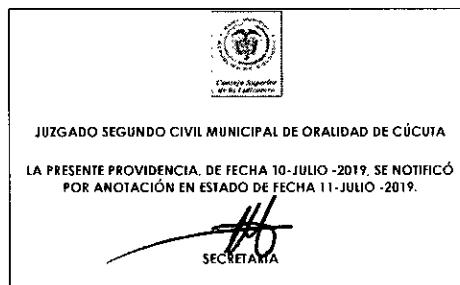 Consejo Superior
de la Judicatura
JUZGADO SEGUNDO CIVIL MUNICIPAL DE ORALIDAD DE CÚCUTA
LA PRESENTE PROVIDENCIA, DE FECHA 10-JULIO -2019, SE NOTIFICÓ
POR ANOTACIÓN EN ESTADO DE FECHA 11-JULIO -2019.
SECRETARIA